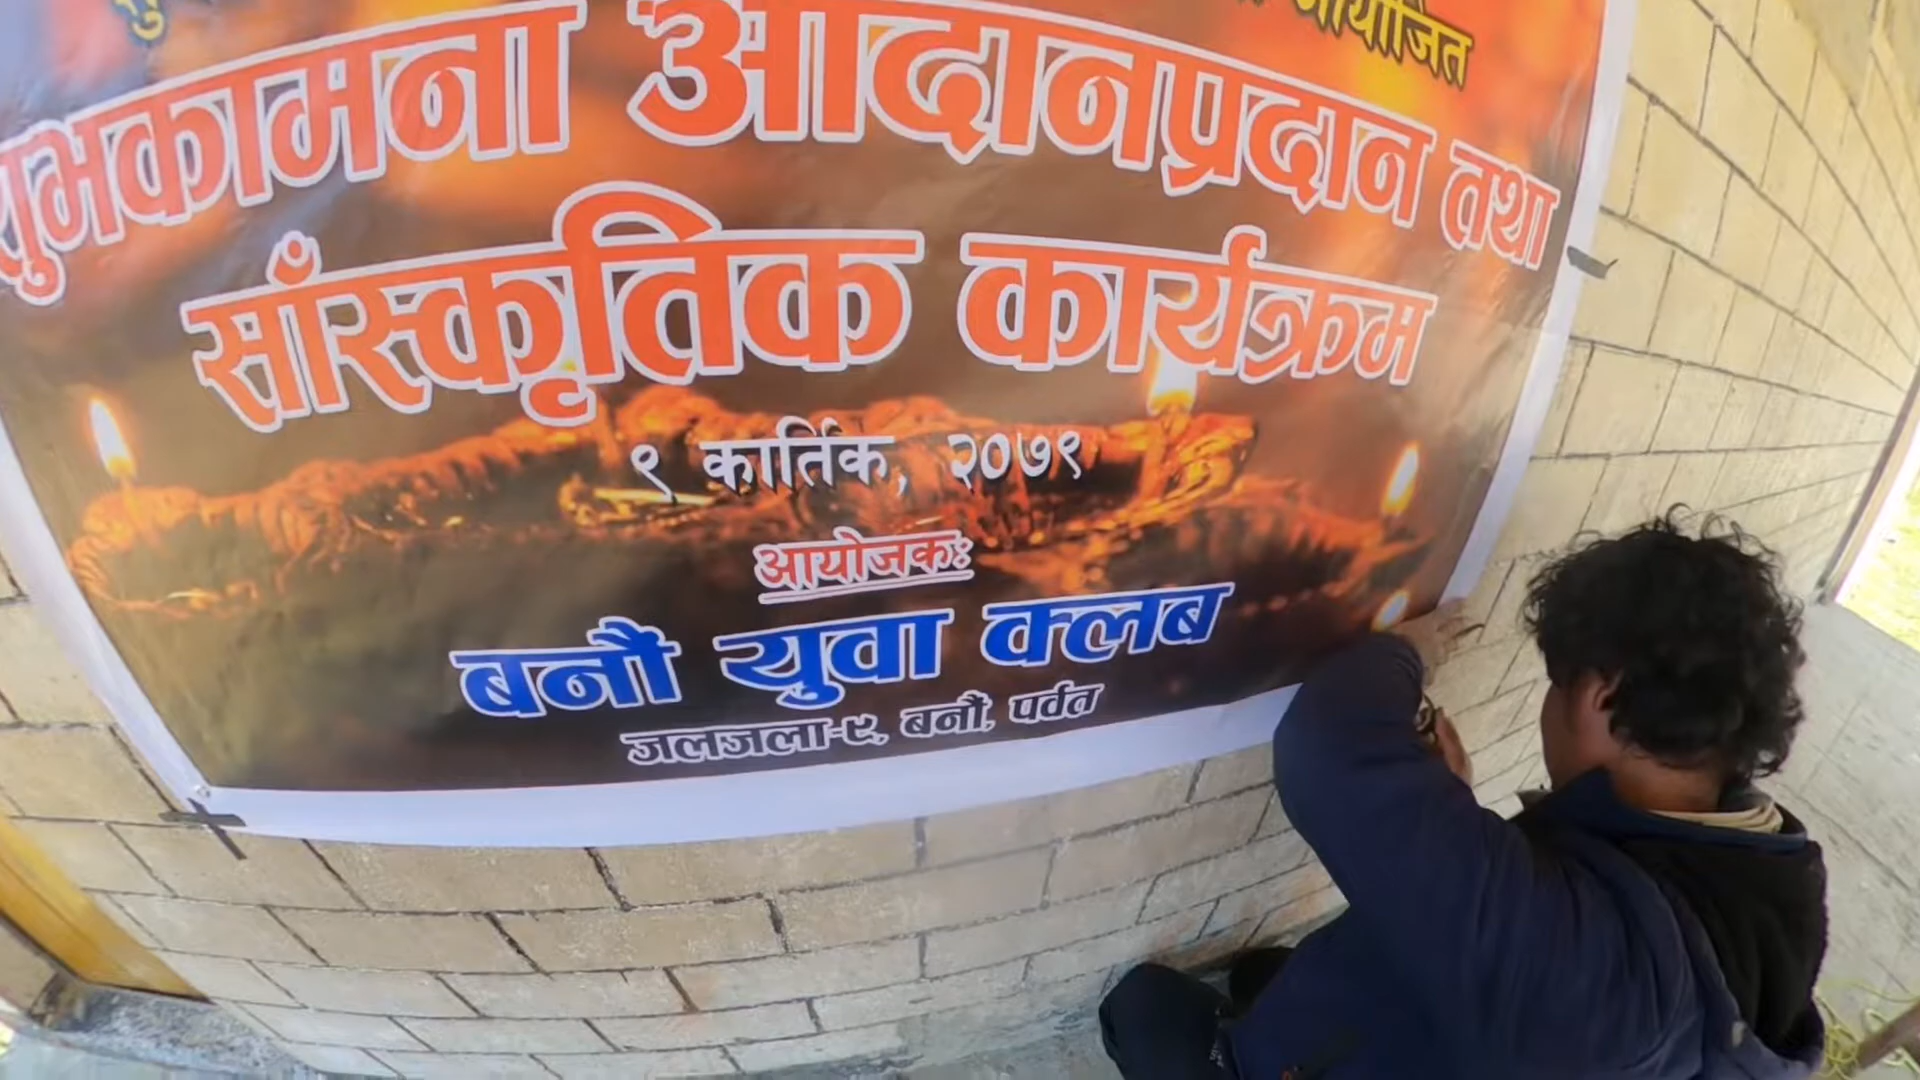 आयोजित
शुभकामना आदानप्रदान तथा
साँस्कृतिक कार्यक्रम
९ कार्तिक, २०७९
आयोजकः
बनौं युवा क्लब
जलजला-९, बनौं, पर्वत